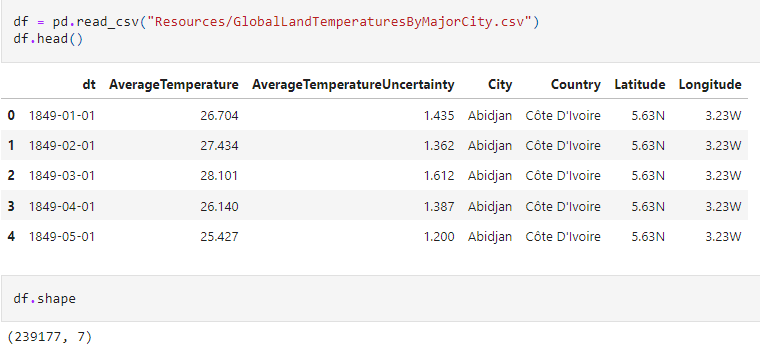 df = pd.read_csv("Resources/GlobalLandTemperaturesByMajorCity.csv")
df.head()
dt AverageTemperature AverageTemperatureUncertainty City Country Latitude Longitude
0 1849-01-01 26.704 1.435 Abidjan Côte D'Ivoire 5.63N 3.23W
1 1849-02-01 27.434 1.362 Abidjan Côte D'Ivoire 5.63N 3.23W
2 1849-03-01 28.101 1.612 Abidjan Côte D'Ivoire 5.63N 3.23W
3 1849-04-01 26.140 1.387 Abidjan Côte D'Ivoire 5.63N 3.23W
4 1849-05-01 25.427 1.200 Abidjan Côte D'Ivoire 5.63N 3.23W
df.shape
(239177, 7)